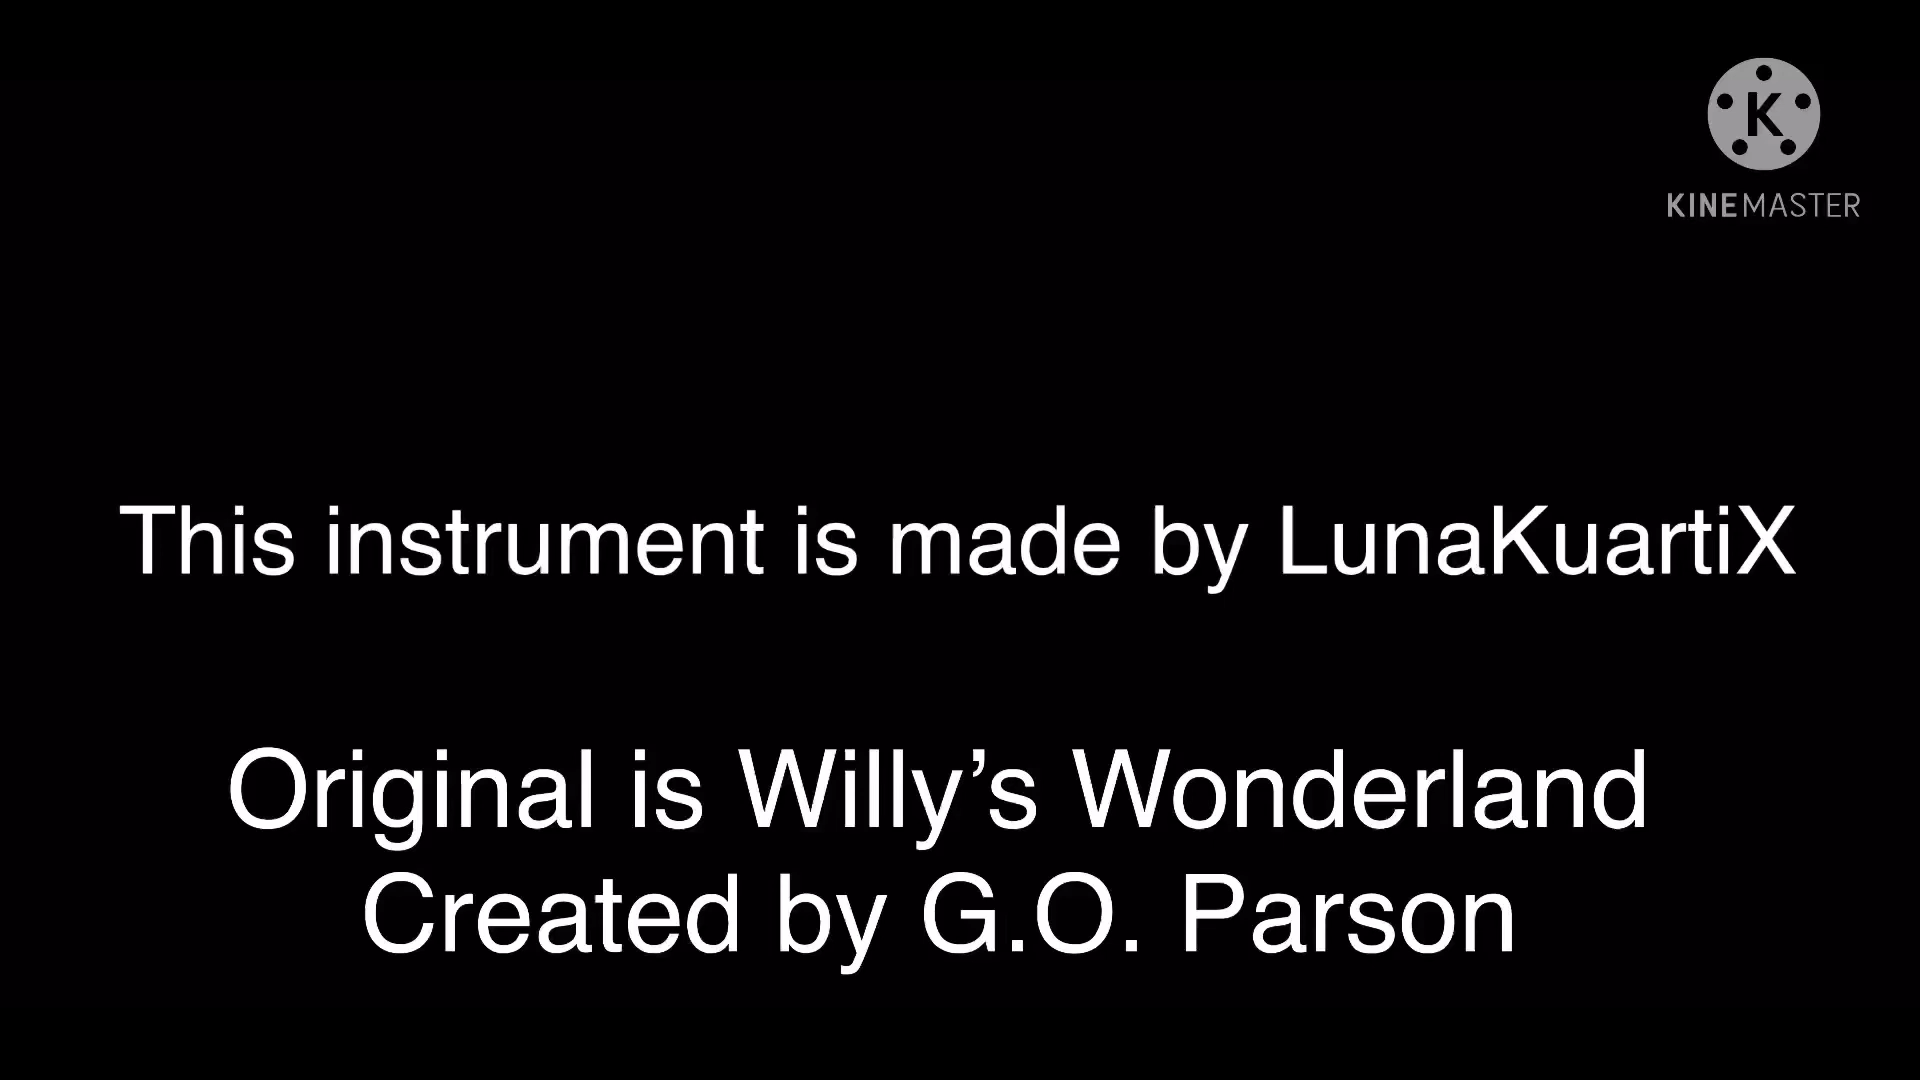 K
KINEMASTER
This instrument is made by LunaKuartiX
Original is Willy’s Wonderland
Created by G.O. Parson